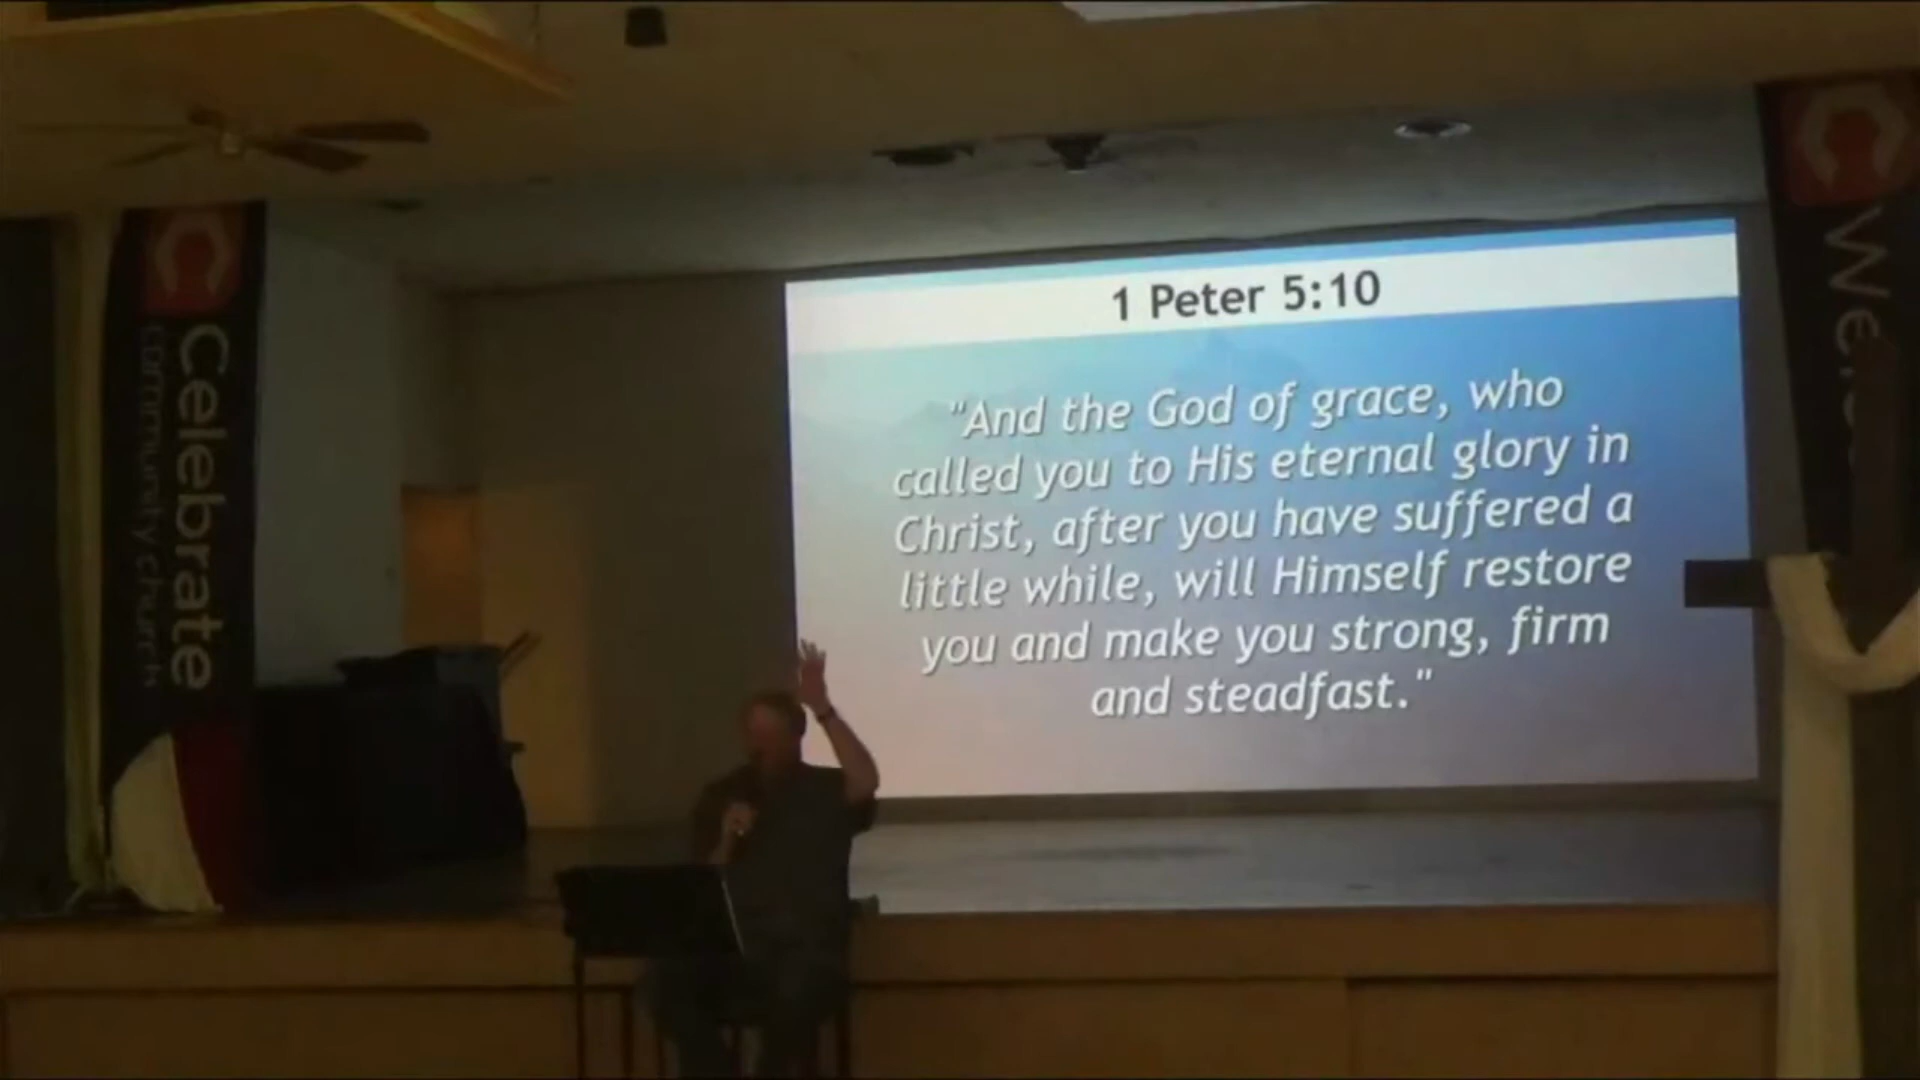 1 Peter 5:10
"And the God of grace, who
called you to His eternal glory in
Christ, after you have suffered a
little while, will Himself restore
you and make you strong, firm
and steadfast."
Celebrate
community church